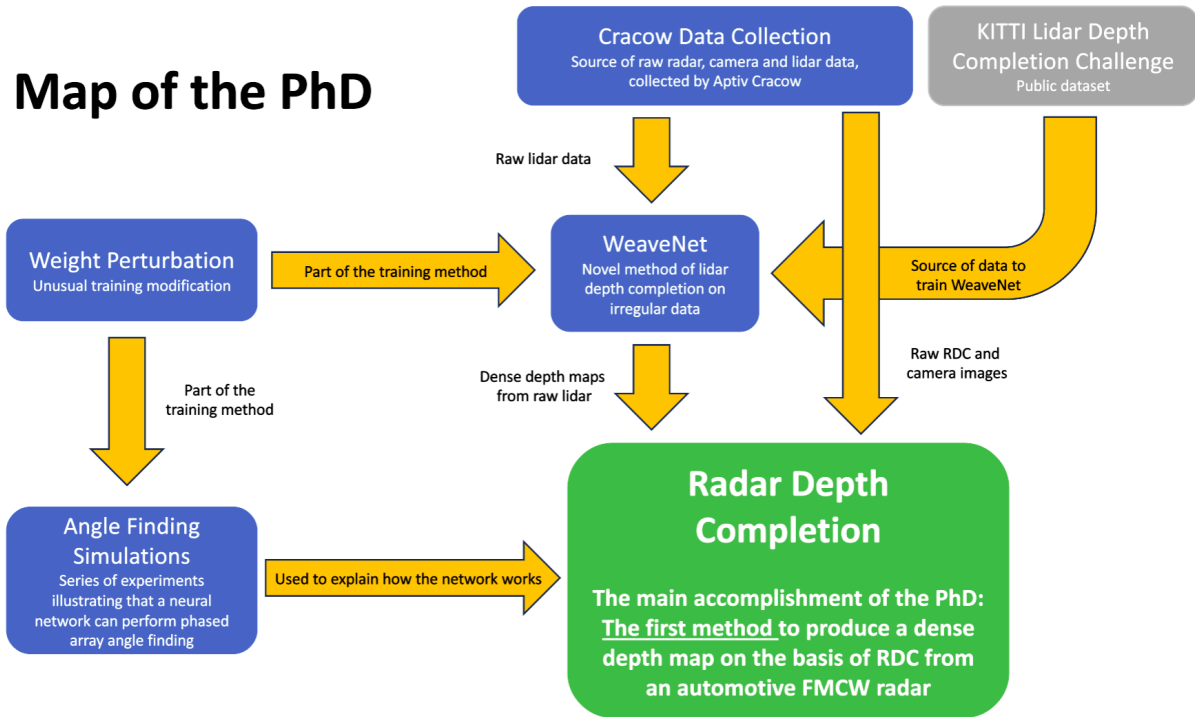 Map of the PhD
Cracow Data Collection
Source of raw radar, camera and lidar data,
collected by Aptiv Cracow
KITTI Lidar Depth
Completion Challenge
Public dataset
Raw lidar data
Weight Perturbation
Unusual training modification
Part of the training method
WeaveNet
Novel method of lidar
depth completion on
irregular data
Source of data to
train WeaveNet
Part of the
training method
Dense depth maps
from raw lidar
Raw RDC and
camera images
Angle Finding
Simulations
Series of experiments
illustrating that a neural
network can perform phased
array angle finding
Used to explain how the network works
Radar Depth
Completion
The main accomplishment of the PhD:
The first method to produce a dense
depth map on the basis of RDC from
an automotive FMCW radar